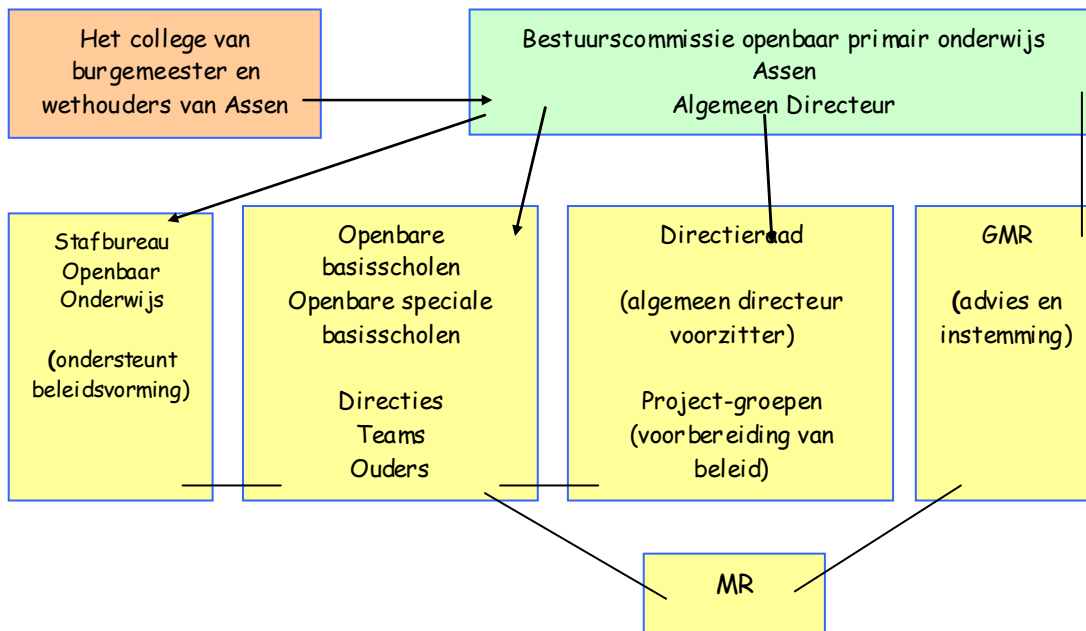 Het college van
burgemeester en
wethouders van Assen
Bestuurscommissie openbaar primair onderwijs
Assen
Algemeen Directeur
Stafbureau
Openbaar
Onderwijs
(ondersteunt
beleidsvorming)
Openbare
basisscholen
Openbare speciale
basisscholen
Directies
Teams
Ouders
Directieraad
(algemeen directeur
voorzitter)
Project-groepen
(voorbereiding van
beleid)
GMR
(advies en
instemming)
MR